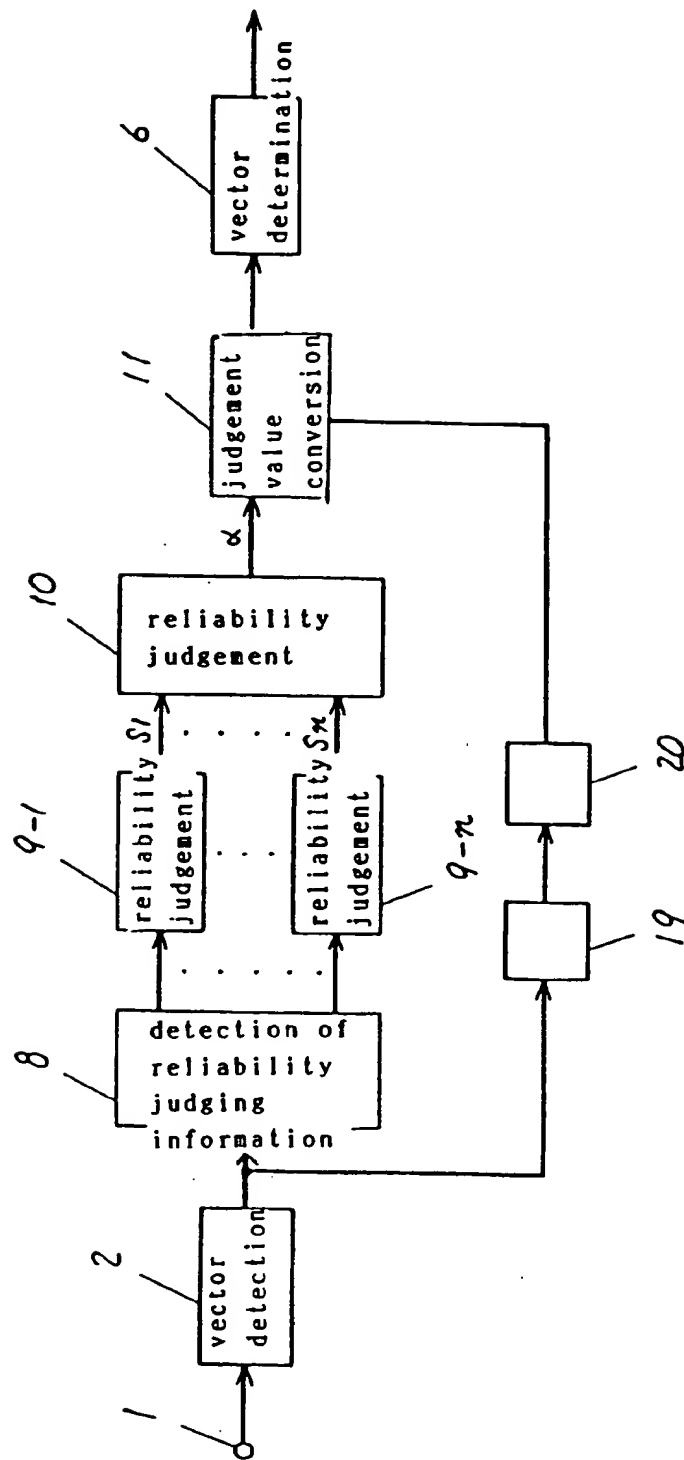 1
2
vector
detection
8
detection of
reliability
judging
information
9-1
reliability
judgement
S1
9-n
reliability
judgement
Sn
10
reliability
judgement
α
11
judgement
value
conversion
6
vector
determination
19
20